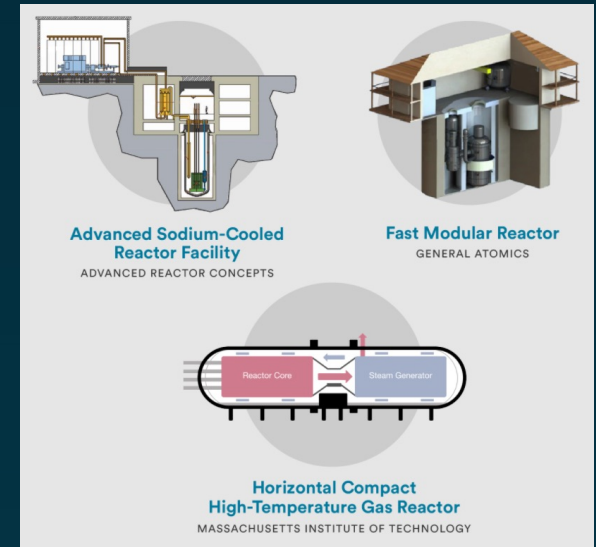 Advanced Sodium-Cooled
Reactor Facility
ADVANCED REACTOR CONCEPTS
Fast Modular Reactor
GENERAL ATOMICS
Reactor Core
Steam Generator
Horizontal Compact
High-Temperature Gas Reactor
MASSACHUSETTS INSTITUTE OF TECHNOLOGY